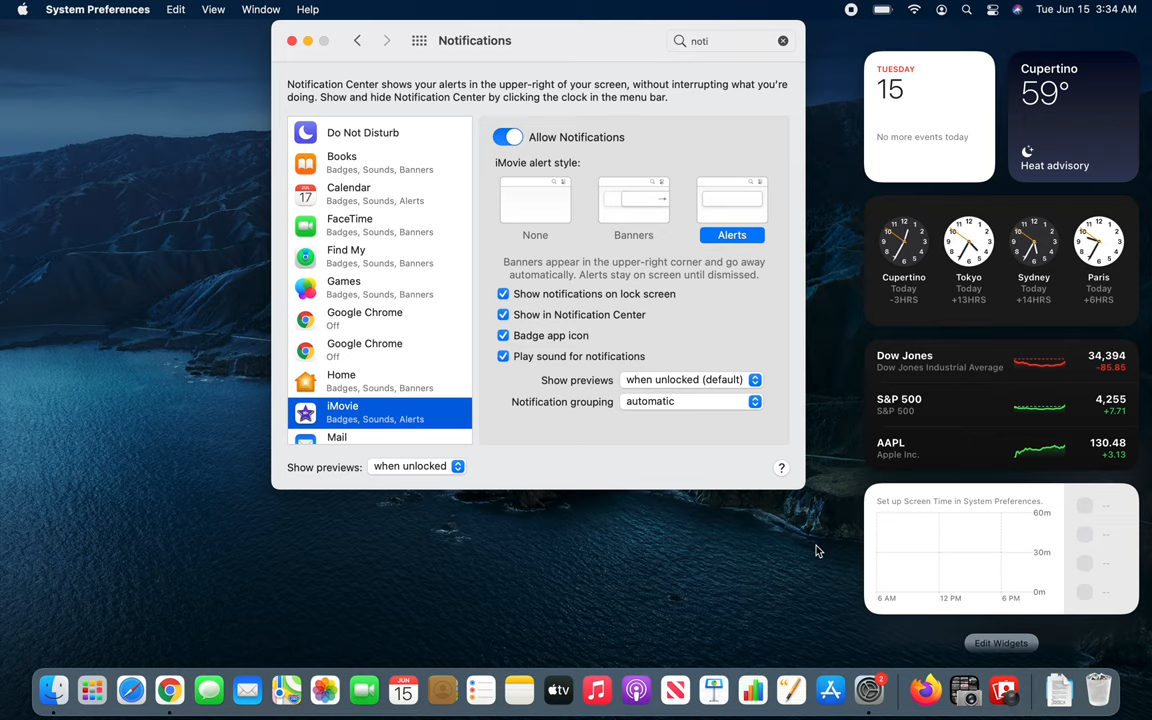 System Preferences Edit View Window Help
Tue Jun 15 3:34 AM
Notifications
noti
Notification Center shows your alerts in the upper-right of your screen, without interrupting what you're
doing. Show and hide Notification Center by clicking the clock in the menu bar.
Do Not Disturb
Books
Badges, Sounds, Banners
17
Calendar
Badges, Sounds, Alerts
FaceTime
Badges, Sounds, Banners
Find My
Badges, Sounds, Banners
Games
Badges, Sounds, Banners
Google Chrome
Off
Google Chrome
Off
Home
Badges, Sounds, Banners
iMovie
Badges, Sounds, Alerts
Mail
Show previews: when unlocked
Allow Notifications
iMovie alert style:
None Banners Alerts
Banners appear in the upper-right corner and go away
automatically. Alerts stay on screen until dismissed.
Show notifications on lock screen
Show in Notification Center
Badge app icon
Play sound for notifications
Show previews when unlocked (default)
Notification grouping automatic
?
TUESDAY
15
No more events today
Cupertino
59°
Heat advisory
Cupertino Tokyo Sydney Paris
Today Today Today Today
-3HRS +13HRS +14HRS +6HRS
Dow Jones 34,394
Dow Jones Industrial Average -85.85
S&P 500 4,255
S&P 500 +7.71
AAPL 130.48
Apple Inc. +3.13
Set up Screen Time in System Preferences.
60m
30m
0m
6 AM 12 PM 6 PM
-- 
--
--
--
Edit Widgets
JUN
15
tv
2